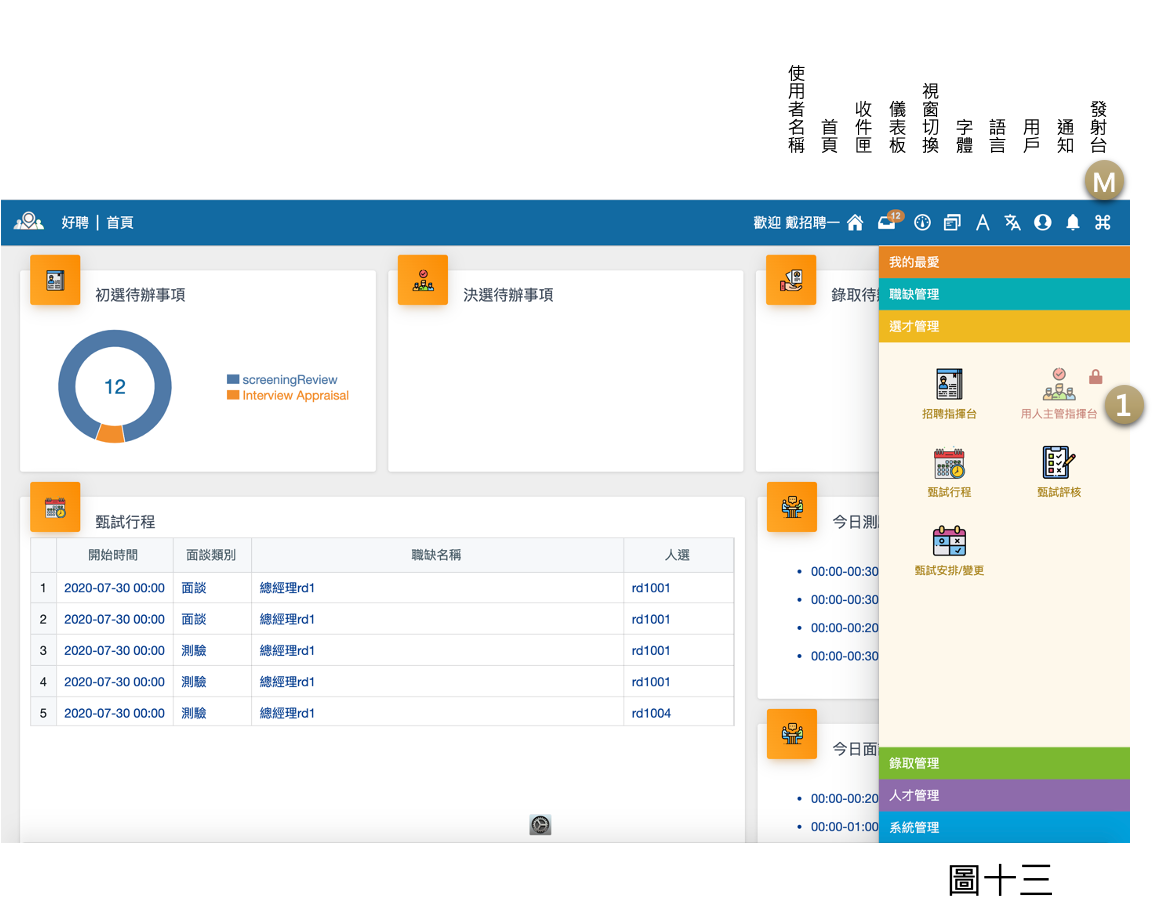 使用者名稱
首頁
收件匣
儀表板
視窗切換
字體
語言
用戶
通知
發射台
M
好聘 | 首頁
歡迎 戴招聘一
12
我的最愛
職缺管理
選才管理
招聘指揮台
用人主管指揮台
1
甄試行程
甄試評核
甄試安排/變更
錄取管理
人才管理
系統管理
初選待辦事項
12
screeningReview
Interview Appraisal
決選待辦事項
錄取待
甄試行程
開始時間 面談類別 職缺名稱 人選
1 2020-07-30 00:00 面談 總經理rd1 rd1001
2 2020-07-30 00:00 面談 總經理rd1 rd1001
3 2020-07-30 00:00 測驗 總經理rd1 rd1001
4 2020-07-30 00:00 測驗 總經理rd1 rd1001
5 2020-07-30 00:00 測驗 總經理rd1 rd1004
今日測
• 00:00-00:30
• 00:00-00:30
• 00:00-00:20
• 00:00-00:30
今日面
• 00:00-00:20
• 00:00-01:00
圖十三